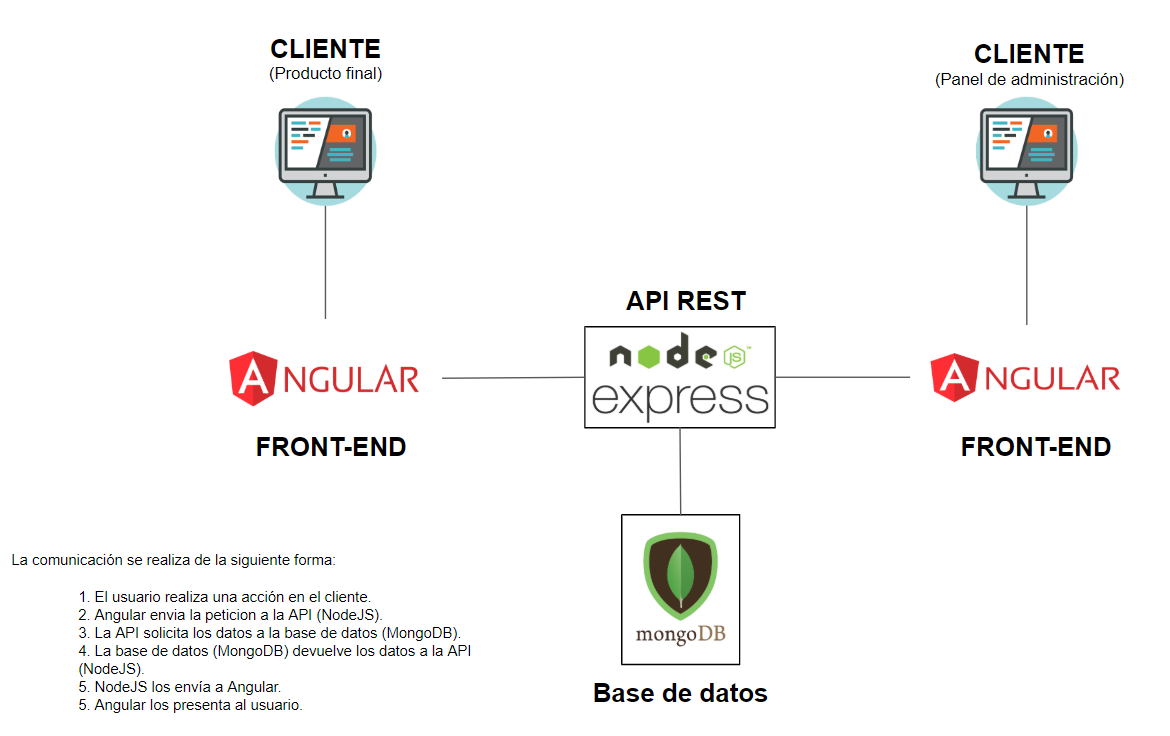 CLIENTE
(Producto final)
CLIENTE
(Panel de administración)
API REST
node JS™
express
ANGULAR
ANGULAR
FRONT-END
FRONT-END
mongoDB
Base de datos
La comunicación se realiza de la siguiente forma:
1. El usuario realiza una acción en el cliente.
2. Angular envia la peticion a la API (NodeJS).
3. La API solicita los datos a la base de datos (MongoDB).
4. La base de datos (MongoDB) devuelve los datos a la API
(NodeJS).
5. NodeJS los envía a Angular.
5. Angular los presenta al usuario.